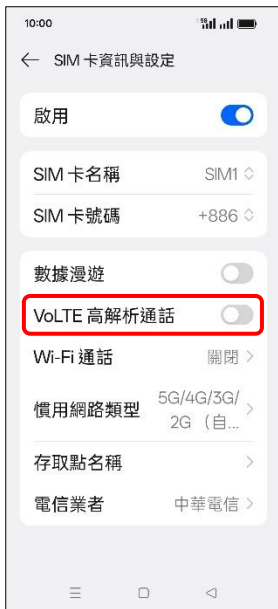 10:00
← SIM 卡資訊與設定
啟用
SIM 卡名稱 SIM1
SIM 卡號碼 +886
數據漫遊
VoLTE 高解析通話
Wi-Fi 通話 關閉
慣用網路類型 5G/4G/3G/
2G （自...
存取點名稱
電信業者 中華電信